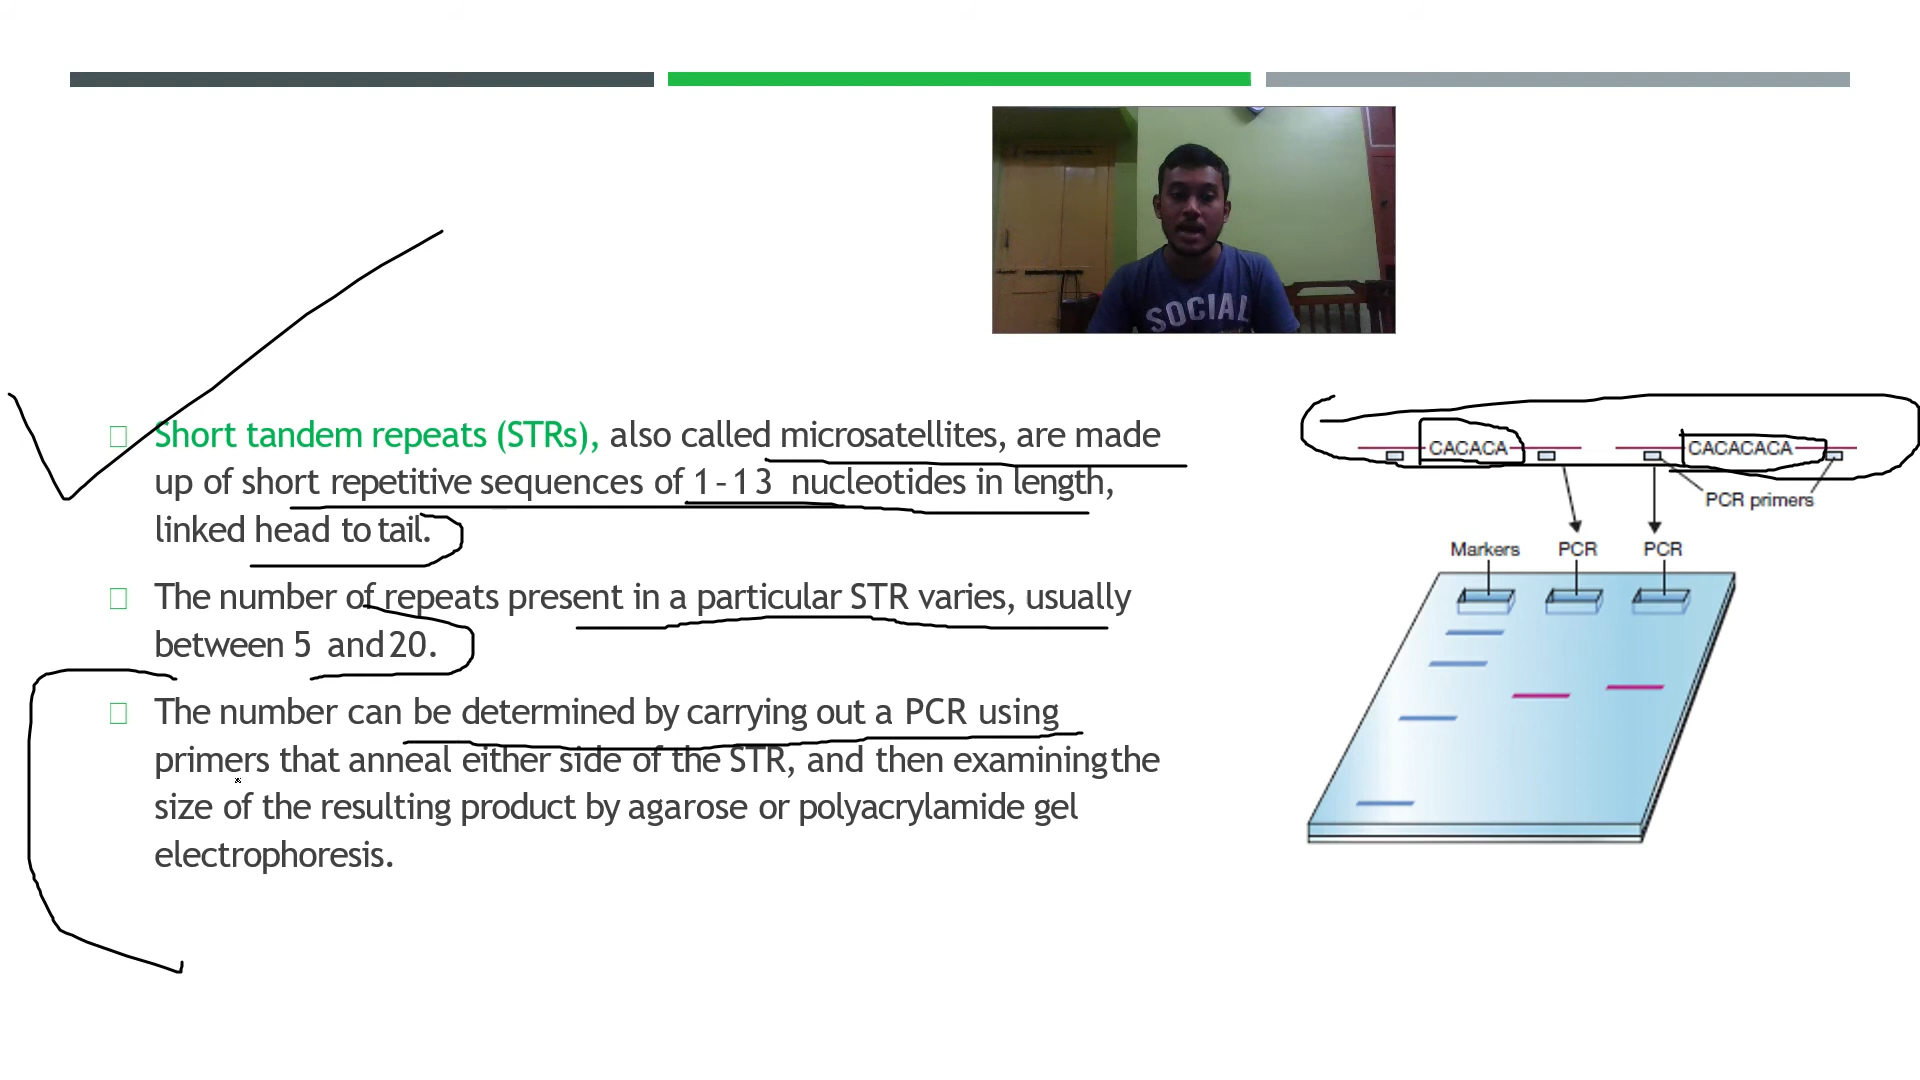 SOCIAL
Short tandem repeats (STRs), also called microsatellites, are made
up of short repetitive sequences of 1-13 nucleotides in length,
linked head to tail.
The number of repeats present in a particular STR varies, usually
between 5 and 20.
The number can be determined by carrying out a PCR using
primers that anneal either side of the STR, and then examining the
size of the resulting product by agarose or polyacrylamide gel
electrophoresis.
CACACA CACACACA
PCR primers
Markers PCR PCR